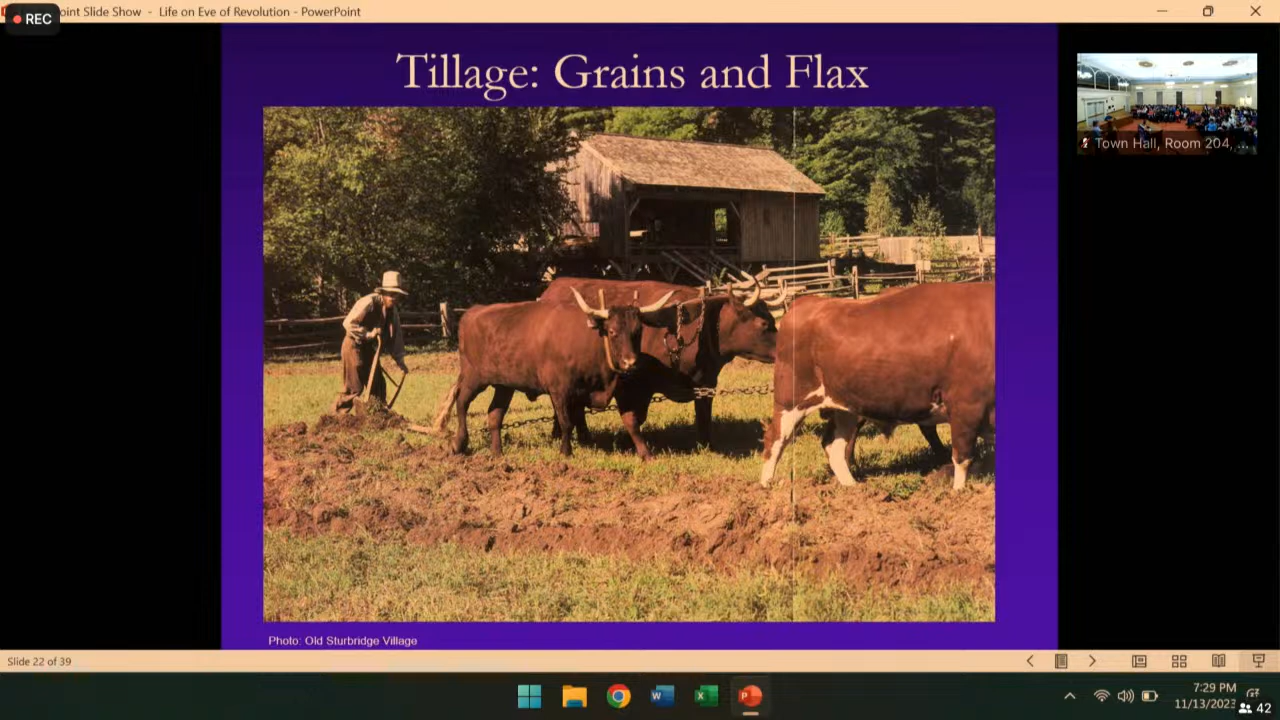 REC
oint Slide Show - Life on Eve of Revolution - PowerPoint
Tillage: Grains and Flax
Town Hall, Room 204, ...
Photo: Old Sturbridge Village
Slide 22 of 39
7:29 PM
11/13/2023
42